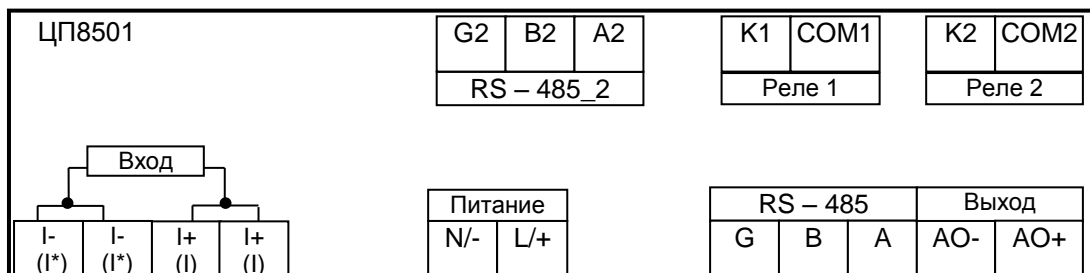 ЦП8501
G2 B2 A2
K1 COM1
K2 COM2
RS – 485_2
Реле 1
Реле 2
Вход
Питание
RS – 485
Выход
I- I- I+ I+
(I*) (I*) (I) (I)
N/- L/+
G B A AO- AO+